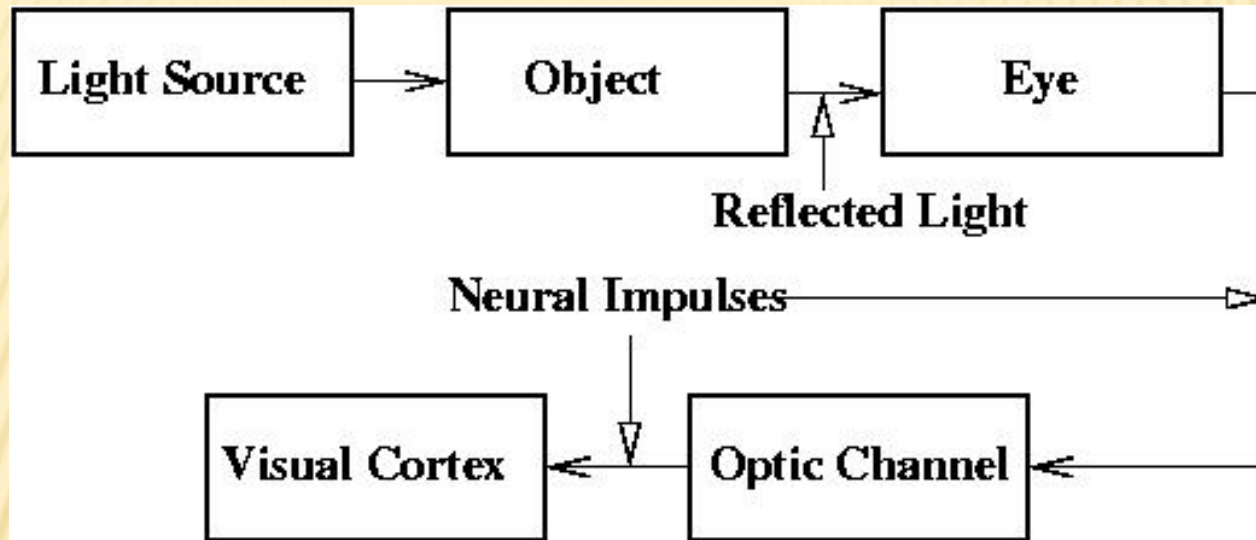 Light Source
Object
Eye
Reflected Light
Neural Impulses
Visual Cortex
Optic Channel